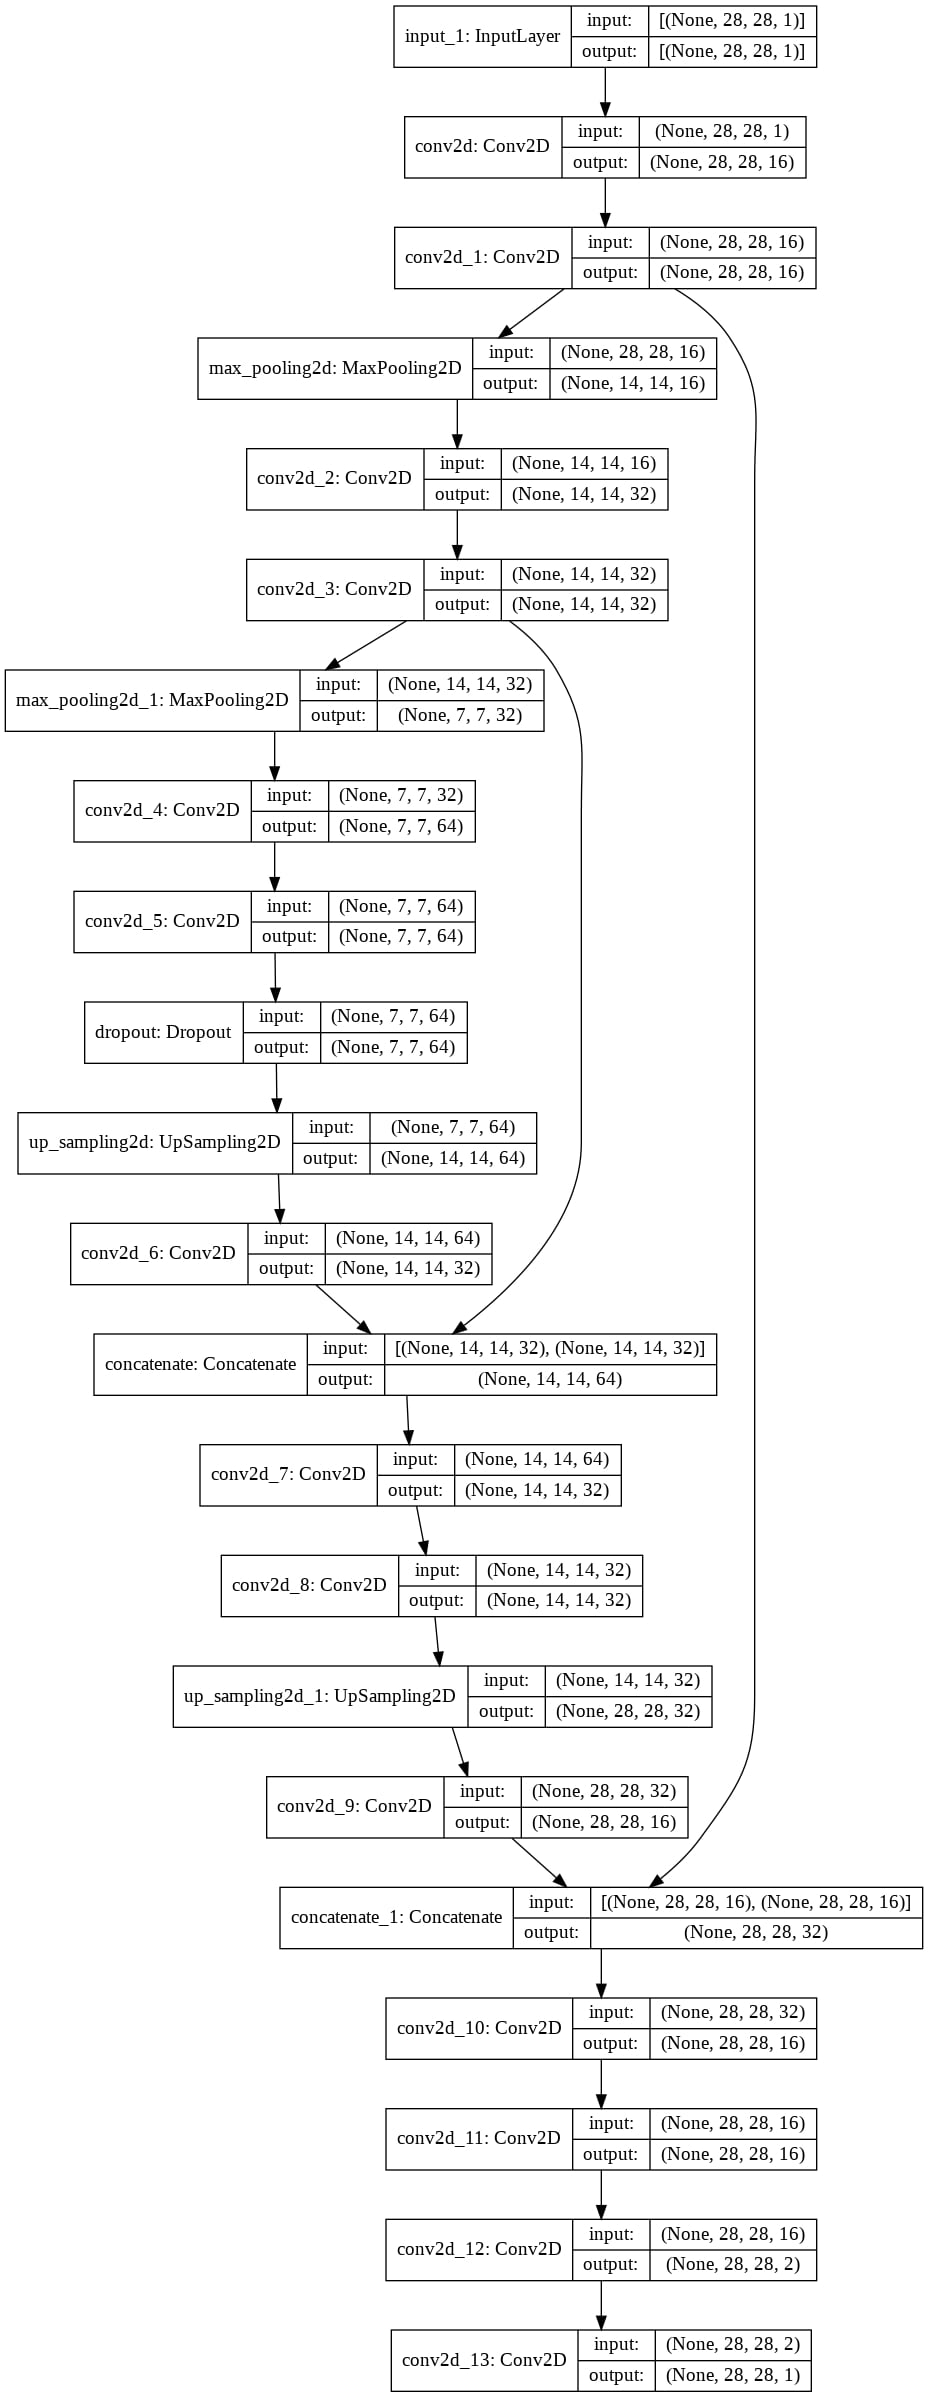 input_1: InputLayer
input: [(None, 28, 28, 1)]
output: [(None, 28, 28, 1)]
conv2d: Conv2D
input: (None, 28, 28, 1)
output: (None, 28, 28, 16)
conv2d_1: Conv2D
input: (None, 28, 28, 16)
output: (None, 28, 28, 16)
max_pooling2d: MaxPooling2D
input: (None, 28, 28, 16)
output: (None, 14, 14, 16)
conv2d_2: Conv2D
input: (None, 14, 14, 16)
output: (None, 14, 14, 32)
conv2d_3: Conv2D
input: (None, 14, 14, 32)
output: (None, 14, 14, 32)
max_pooling2d_1: MaxPooling2D
input: (None, 14, 14, 32)
output: (None, 7, 7, 32)
conv2d_4: Conv2D
input: (None, 7, 7, 32)
output: (None, 7, 7, 64)
conv2d_5: Conv2D
input: (None, 7, 7, 64)
output: (None, 7, 7, 64)
dropout: Dropout
input: (None, 7, 7, 64)
output: (None, 7, 7, 64)
up_sampling2d: UpSampling2D
input: (None, 7, 7, 64)
output: (None, 14, 14, 64)
conv2d_6: Conv2D
input: (None, 14, 14, 64)
output: (None, 14, 14, 32)
concatenate: Concatenate
input: [(None, 14, 14, 32), (None, 14, 14, 32)]
output: (None, 14, 14, 64)
conv2d_7: Conv2D
input: (None, 14, 14, 64)
output: (None, 14, 14, 32)
conv2d_8: Conv2D
input: (None, 14, 14, 32)
output: (None, 14, 14, 32)
up_sampling2d_1: UpSampling2D
input: (None, 14, 14, 32)
output: (None, 28, 28, 32)
conv2d_9: Conv2D
input: (None, 28, 28, 32)
output: (None, 28, 28, 16)
concatenate_1: Concatenate
input: [(None, 28, 28, 16), (None, 28, 28, 16)]
output: (None, 28, 28, 32)
conv2d_10: Conv2D
input: (None, 28, 28, 32)
output: (None, 28, 28, 16)
conv2d_11: Conv2D
input: (None, 28, 28, 16)
output: (None, 28, 28, 16)
conv2d_12: Conv2D
input: (None, 28, 28, 16)
output: (None, 28, 28, 2)
conv2d_13: Conv2D
input: (None, 28, 28, 2)
output: (None, 28, 28, 1)